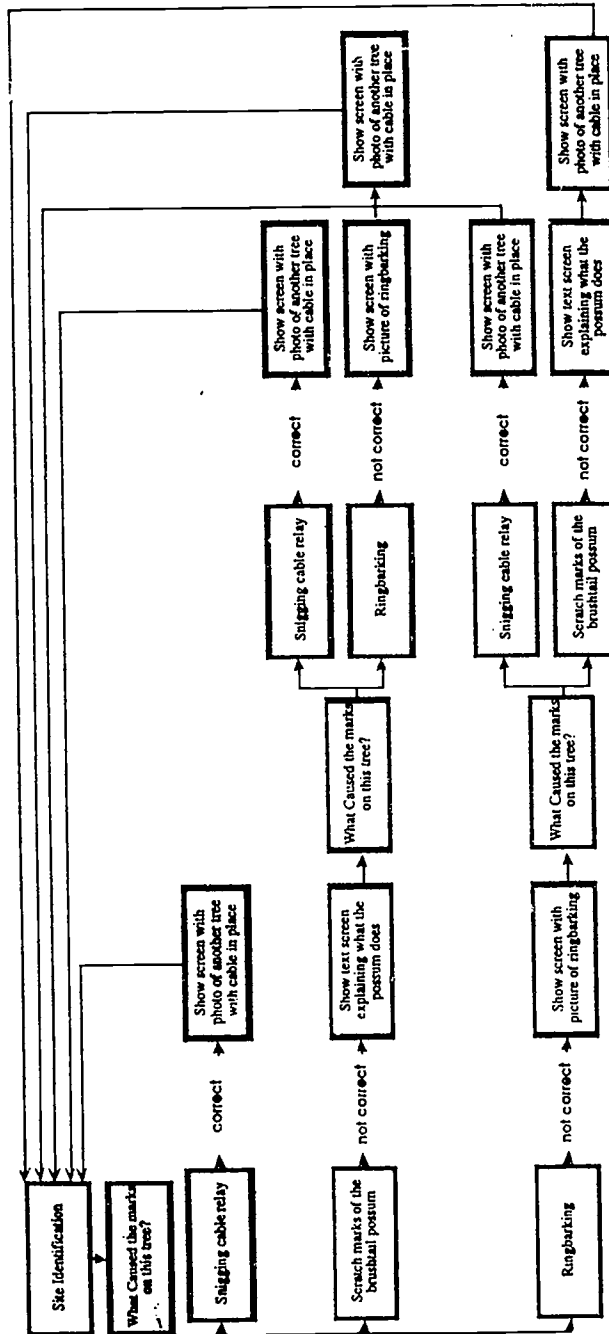 Site Identification
What Caused the marks
on this tree?
Snigging cable relay
correct
Show screen with
photo of another tree
with cable in place
Scratch marks of the
brushtail possum
not correct
Show text screen
explaining what the
possum does
What Caused the marks
on this tree?
Snigging cable relay
correct
Show screen with
photo of another tree
with cable in place
Ringbarking
not correct
Show screen with
picture of ringbarking
Show screen with
photo of another tree
with cable in place
Ringbarking
not correct
Show screen with
picture of ringbarking
What Caused the marks
on this tree?
Snigging cable relay
correct
Show screen with
photo of another tree
with cable in place
Scratch marks of the
brushtail possum
not correct
Show text screen
explaining what the
possum does
Show screen with
photo of another tree
with cable in place